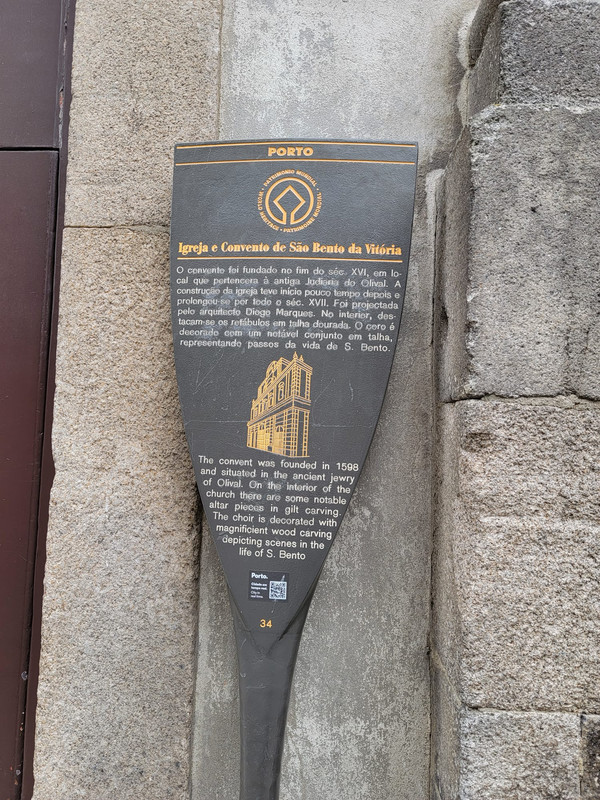 PORTO
PATRIMONIO MUNDIAL • WORLD HERITAGE • PATRIMOINE MONDIAL •
Igreja e Convento de São Bento da Vitória
O convento foi fundado no fim do séc. XVI, em lo-
cal que pertencera à antiga Judiaria do Olival. A
construção da igreja teve início pouco tempo depois e
prolongou-se por todo o séc. XVII. Foi projectada
pelo arquitecto Diogo Marques. No interior, des-
tacam-se os retábulos em talha dourada. O coro é
decorado com um notável conjunto em talha,
representando passos da vida de S. Bento.
The convent was founded in 1598
and situated in the ancient jewry
of Olival. On the interior of the
church there are some notable
altar pieces in gilt carving.
The choir is decorated with
magnificient wood carving
depicting scenes in the
life of S. Bento
Porto.
34